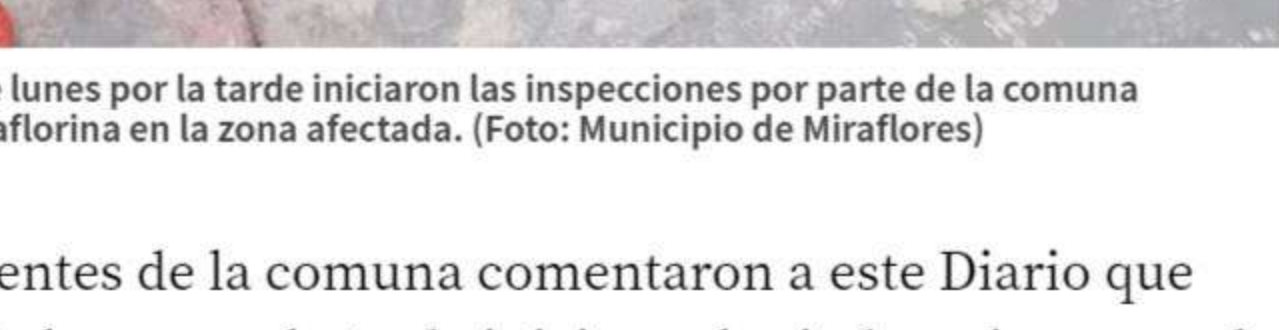 lunes por la tarde iniciaron las inspecciones por parte de la comuna
aflorina en la zona afectada. (Foto: Municipio de Miraflores)
entes de la comuna comentaron a este Diario que